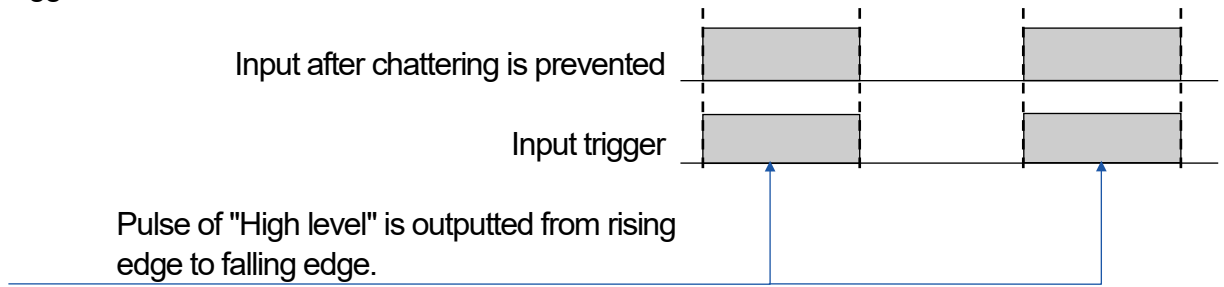 Input after chattering is prevented
Input trigger
Pulse of "High level" is outputted from rising
edge to falling edge.